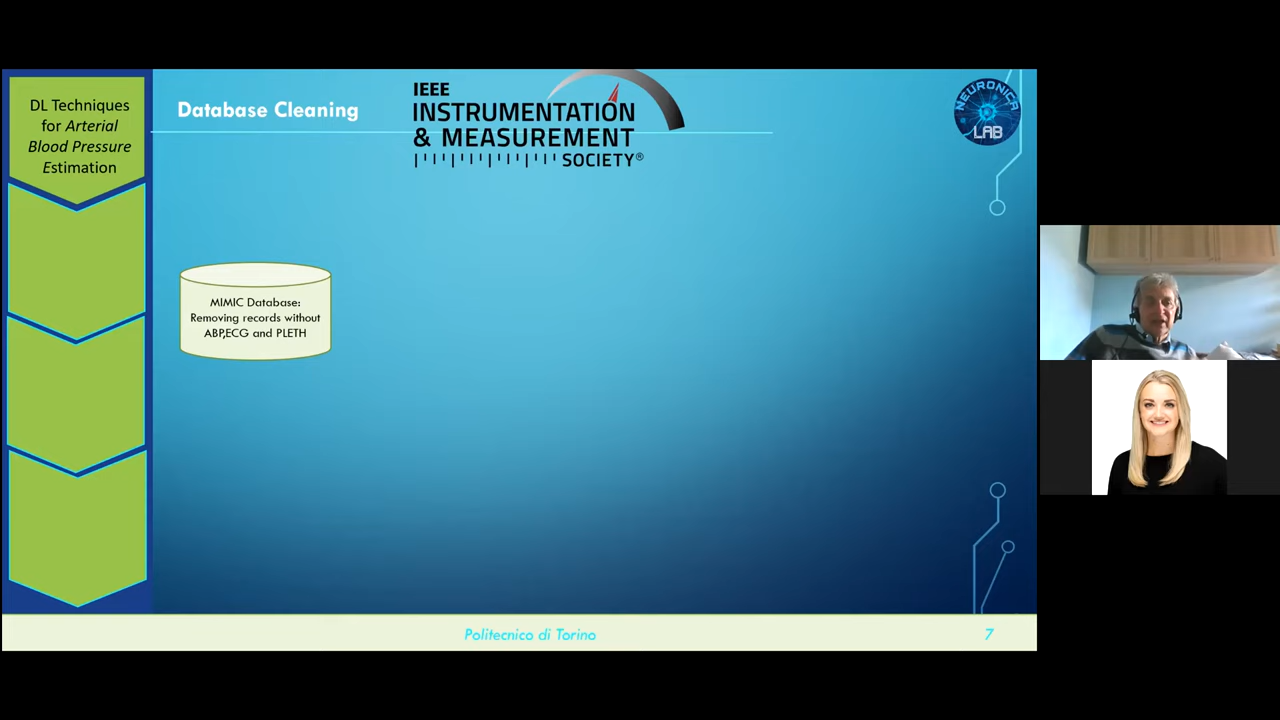 DL Techniques
for Arterial
Blood Pressure
Estimation
Database Cleaning
IEEE
INSTRUMENTATION
& MEASUREMENT
SOCIETY®
NEURONICA
LAB
MIMIC Database:
Removing records without
ABP,ECG and PLETH
Politecnico di Torino
7